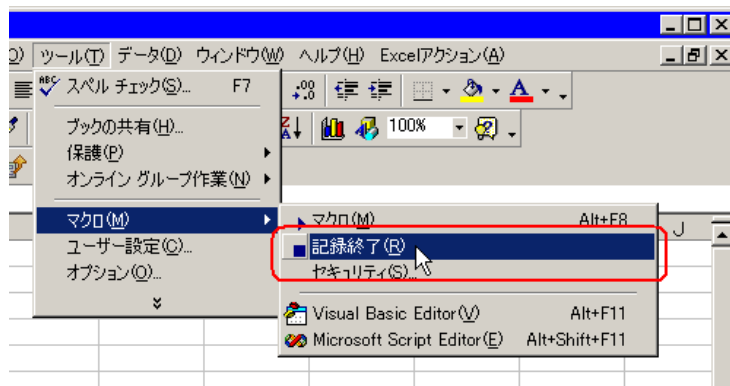 ツール(T) データ(D) ウィンドウ(W) ヘルプ(H) Excelアクション(A)
ABC スペル チェック(S)... F7
100%
ブックの共有(H)...
保護(P)
オンライン グループ作業(N)
マクロ(M)
ユーザー設定(C)...
オプション(O)...
マクロ(M) Alt+F8
記録終了(R)
セキュリティ(S)...
Visual Basic Editor(V) Alt+F11
Microsoft Script Editor(E) Alt+Shift+F11
J